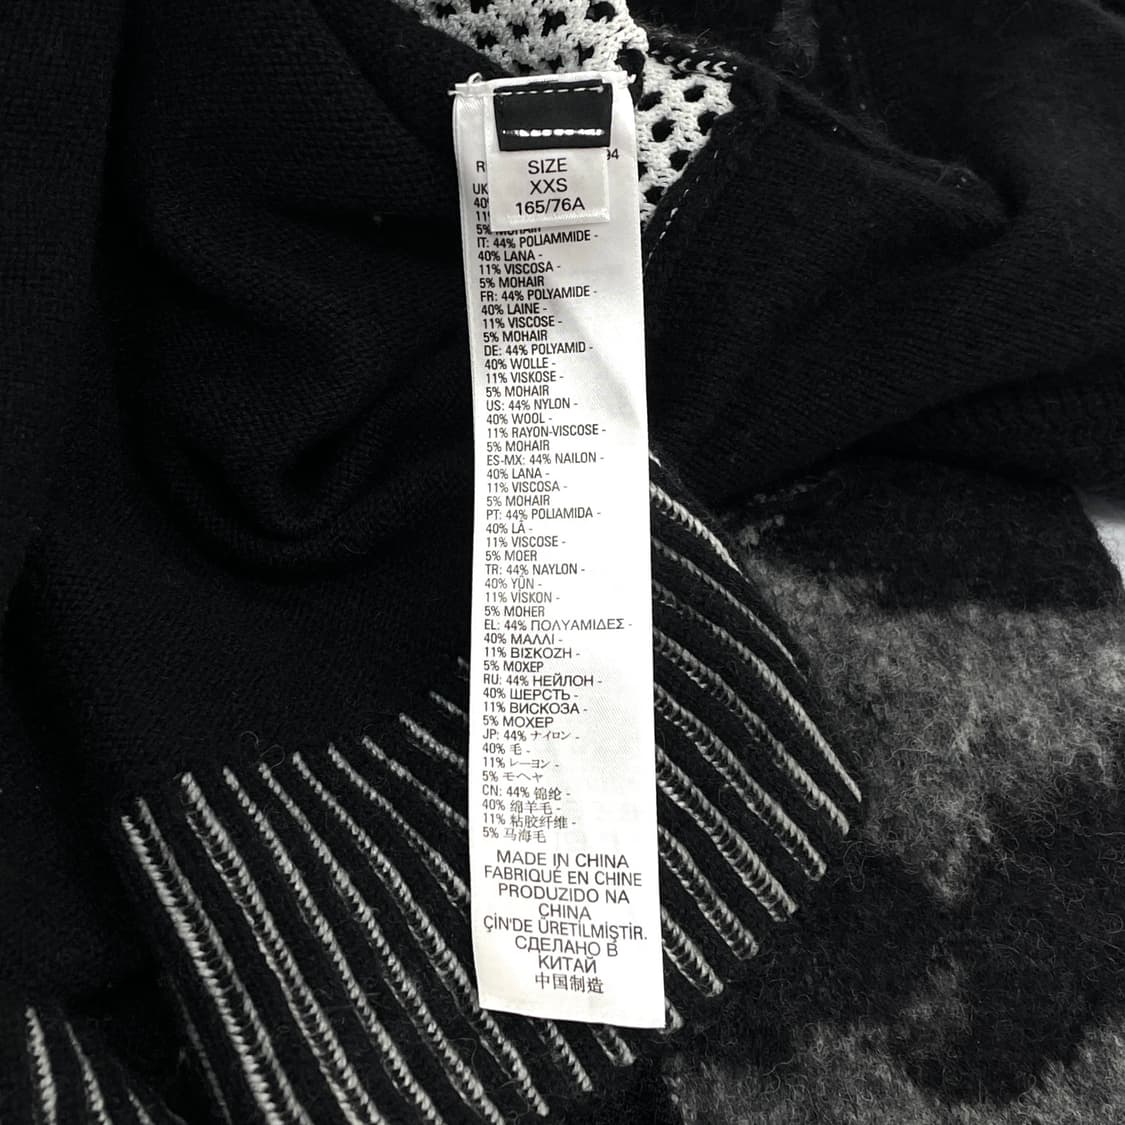 SIZE
XXS
165/76A
94
R
UK
40
11
5% MOHAIR
IT: 44% POLIAMMIDE -
40% LANA -
11% VISCOSA -
5% MOHAIR
FR: 44% POLYAMIDE -
40% LAINE -
11% VISCOSE -
5% MOHAIR
DE: 44% POLYAMID -
40% WOLLE -
11% VISKOSE -
5% MOHAIR
US: 44% NYLON -
40% WOOL -
11% RAYON-VISCOSE -
5% MOHAIR
ES-MX: 44% NAILON -
40% LANA -
11% VISCOSA -
5% MOHAIR
PT: 44% POLIAMIDA -
40% LÃ -
11% VISCOSE -
5% MOER
TR: 44% NAYLON -
40% YÜN -
11% VİSKON -
5% MOHER
EL: 44% ΠΟΛΥΑΜΙΔΕΣ -
40% ΜΑΛΛΙ -
11% ΒΙΣΚΟΖΗ -
5% ΜΟΧΕΡ
RU: 44% НЕЙЛОН -
40% ШЕРСТЬ -
11% ВИСКОЗА -
5% МОХЕР
JP: 44% ナイロン -
40% 毛 -
11% レーヨン -
5% モヘヤ
CN: 44% 锦纶 -
40% 绵羊毛 -
11% 粘胶纤维 -
5% 马海毛
MADE IN CHINA
FABRIQUÉ EN CHINE
PRODUZIDO NA
CHINA
ÇİN'DE ÜRETİLMİŞTİR.
СДЕЛАНО В
КИТАЙ
中国制造